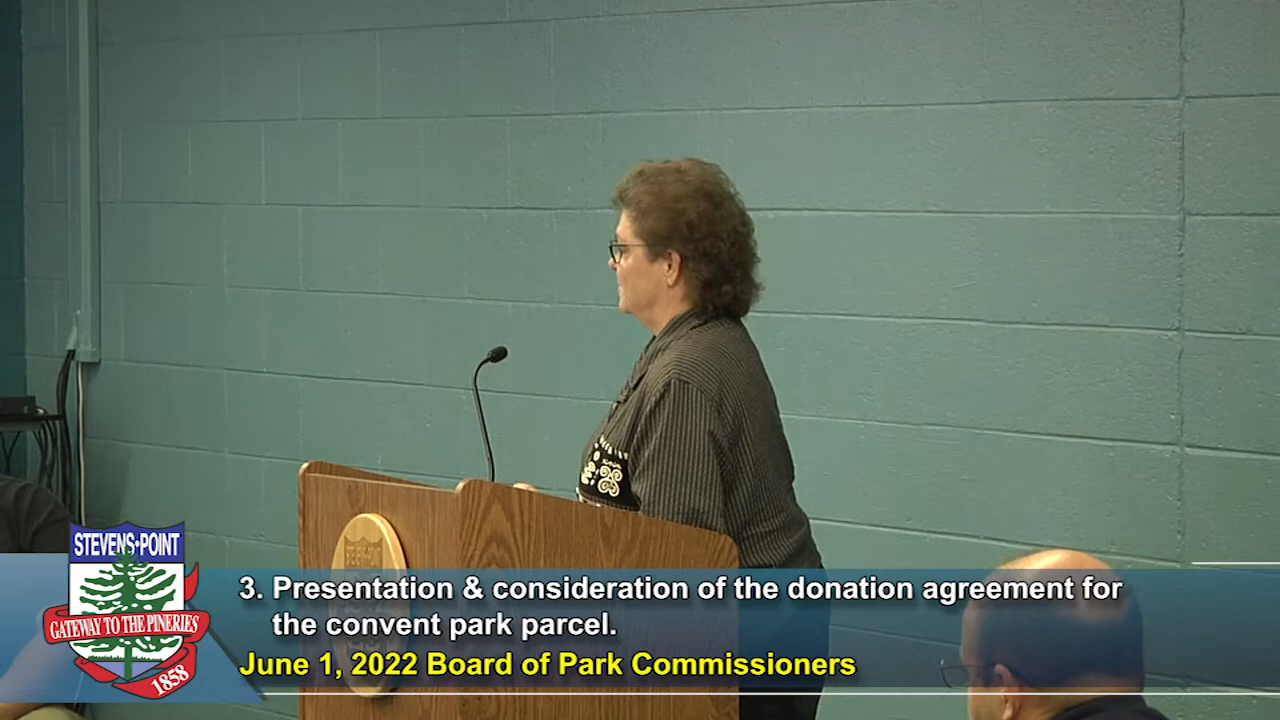 STEVENS•POINT
GATEWAY TO THE PINERIES
1858
3. Presentation & consideration of the donation agreement for
the convent park parcel.
June 1, 2022 Board of Park Commissioners